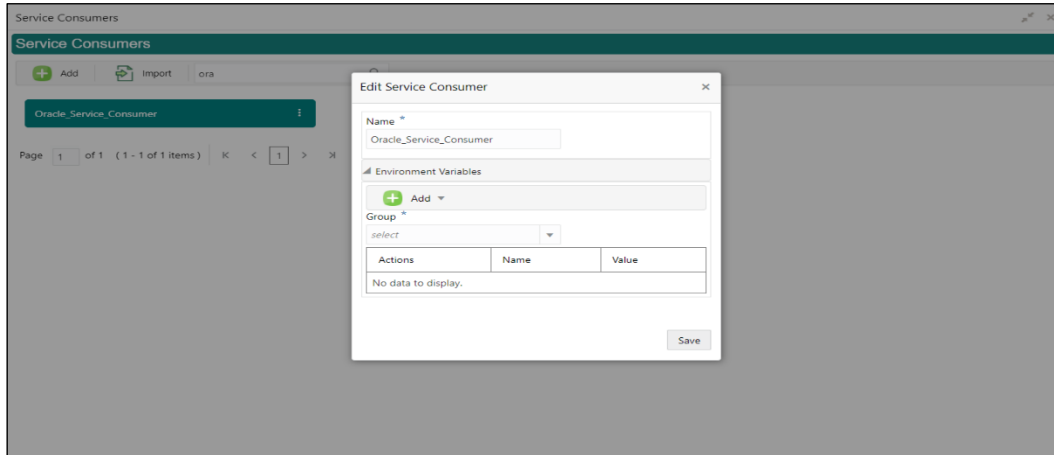 Service Consumers
Service Consumers
Add Import ora
Oracle_Service_Consumer
Page 1 of 1 (1 - 1 of 1 items) K < 1 > >|
Edit Service Consumer ×
Name *
Oracle_Service_Consumer
Environment Variables
Add
Group *
select
Actions Name Value
No data to display.
Save